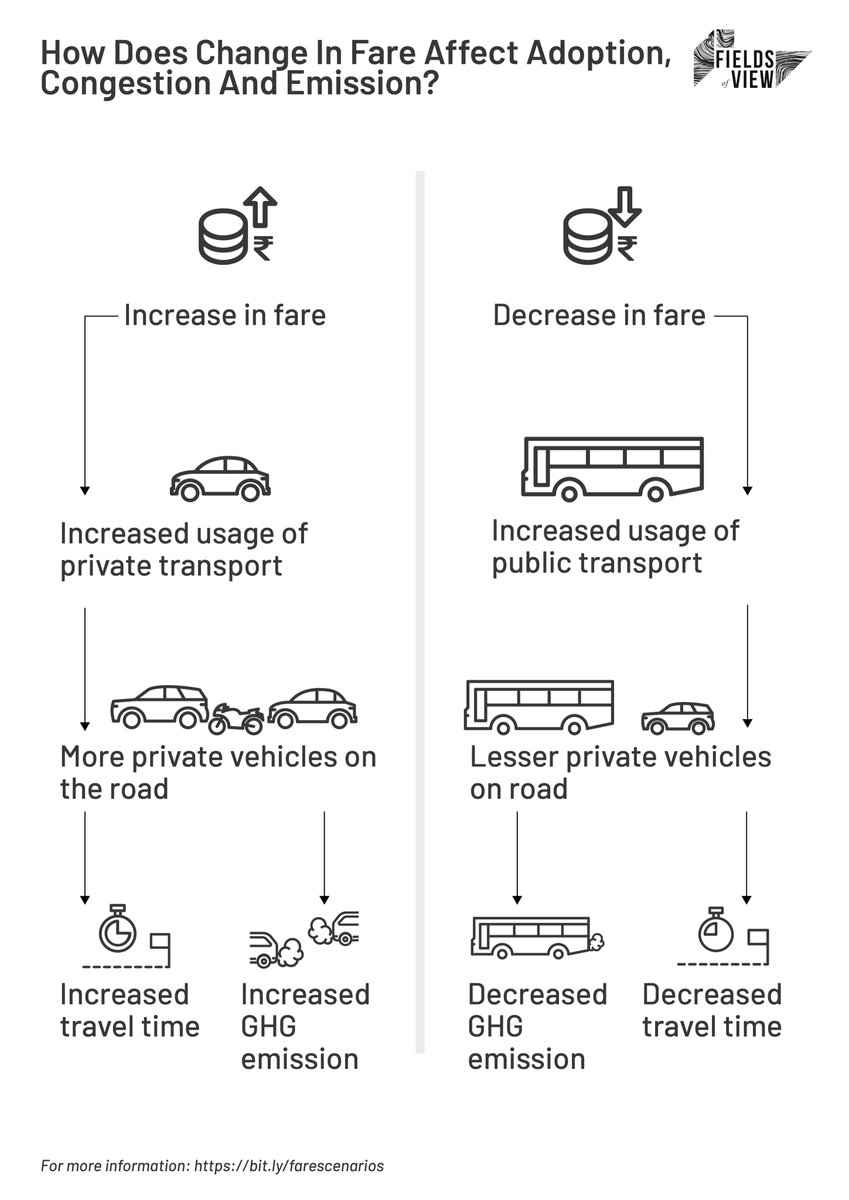 How Does Change In Fare Affect Adoption,
Congestion And Emission?
FIELDS
of VIEW
₹
Increase in fare
Increased usage of
private transport
More private vehicles on
the road
Increased
travel time
Increased
GHG
emission
₹
Decrease in fare
Increased usage of
public transport
Lesser private vehicles
on road
Decreased
GHG
emission
Decreased
travel time
For more information: https://bit.ly/farescenarios